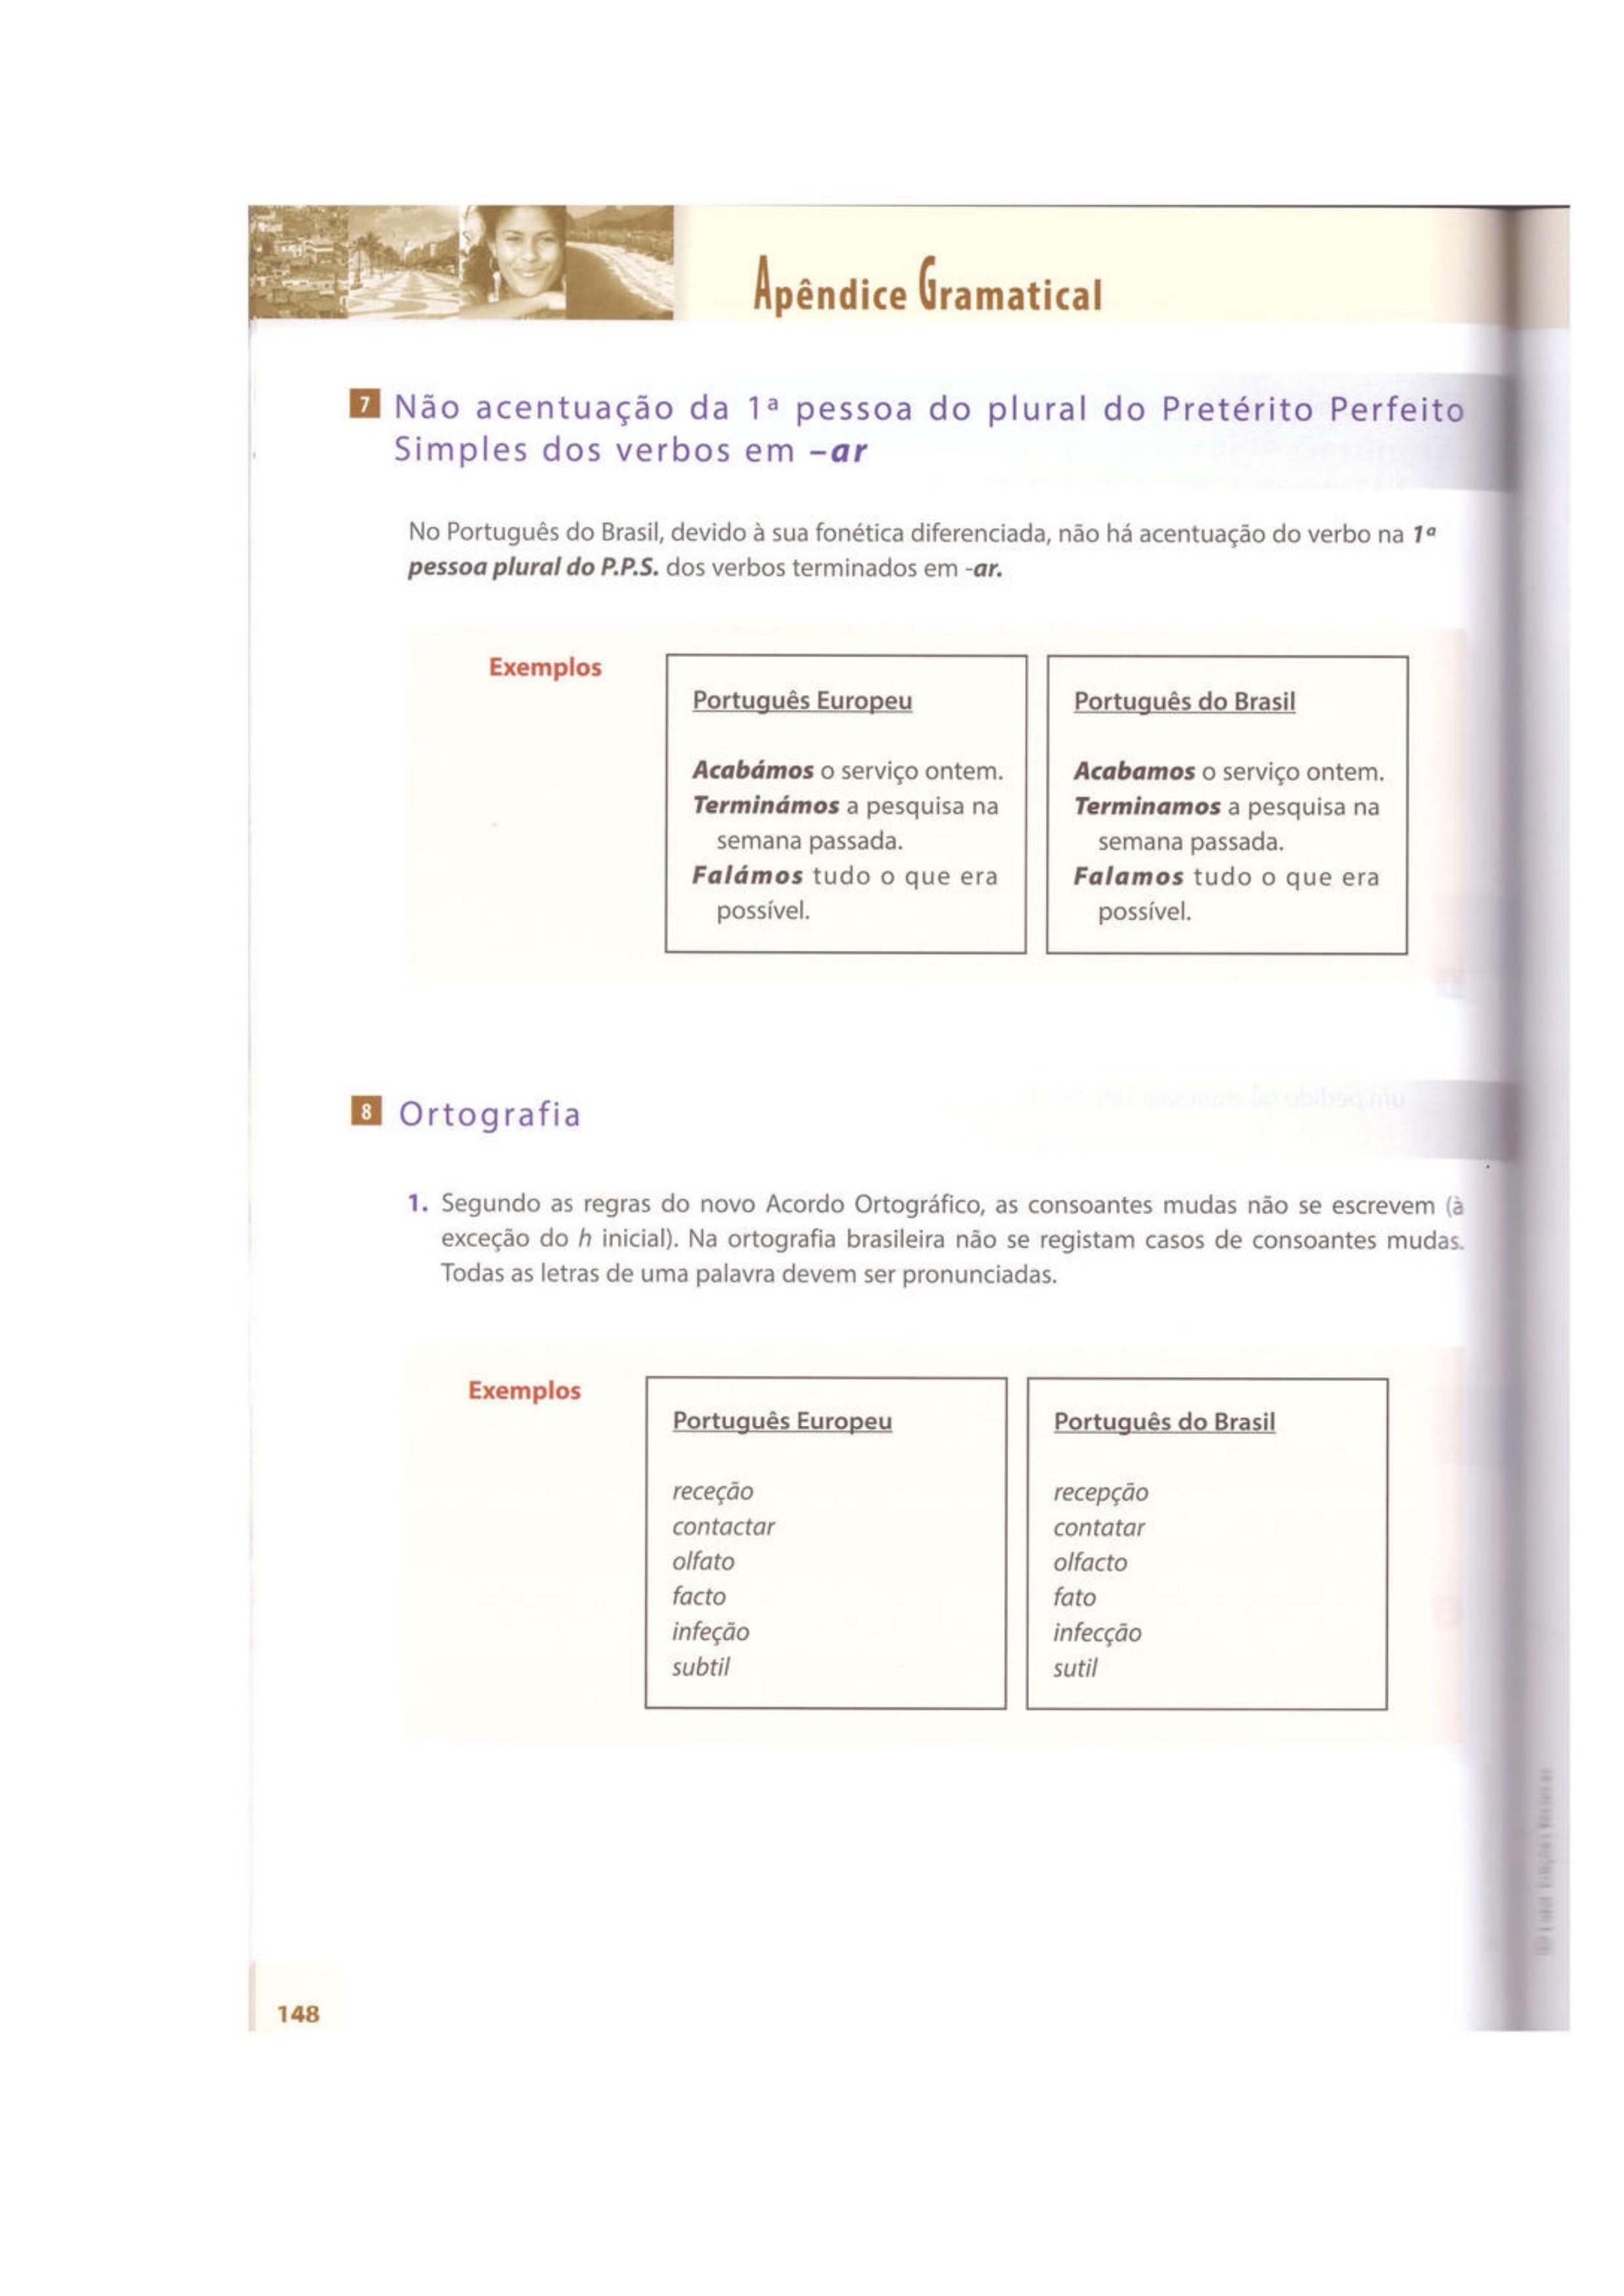 Apêndice Gramatical
7 Não acentuação da 1ª pessoa do plural do Pretérito Perfeito
Simples dos verbos em –ar
No Português do Brasil, devido à sua fonética diferenciada, não há acentuação do verbo na 1ª
pessoa plural do P.P.S. dos verbos terminados em -ar.
Exemplos
Português Europeu
Acabámos o serviço ontem.
Terminámos a pesquisa na
semana passada.
Falámos tudo o que era
possível.
Português do Brasil
Acabamos o serviço ontem.
Terminamos a pesquisa na
semana passada.
Falamos tudo o que era
possível.
8 Ortografia
1. Segundo as regras do novo Acordo Ortográfico, as consoantes mudas não se escrevem (à
exceção do h inicial). Na ortografia brasileira não se registam casos de consoantes mudas.
Todas as letras de uma palavra devem ser pronunciadas.
Exemplos
Português Europeu
receção
contactar
olfato
facto
infeção
subtil
Português do Brasil
recepção
contatar
olfacto
fato
infecção
sutil
148